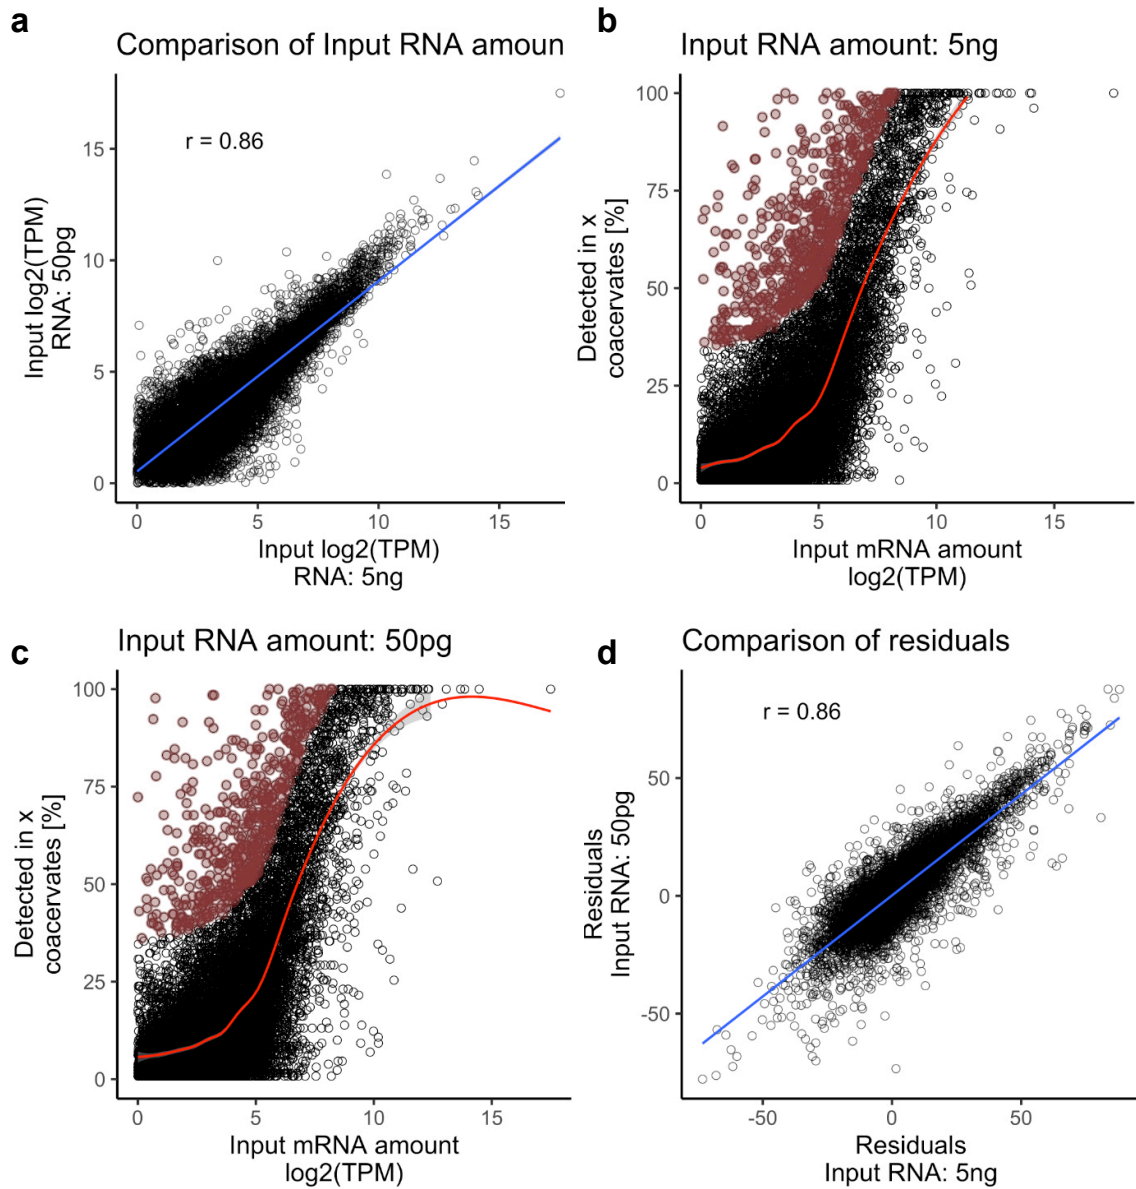 a
Comparison of Input RNA amoun
r = 0.86
Input log2(TPM)
RNA: 50pg
15
10
5
0
0 5 10 15
Input log2(TPM)
RNA: 5ng
b
Input RNA amount: 5ng
Detected in x
coacervates [%]
100
75
50
25
0
0 5 10 15
Input mRNA amount
log2(TPM)
c
Input RNA amount: 50pg
Detected in x
coacervates [%]
100
75
50
25
0
0 5 10 15
Input mRNA amount
log2(TPM)
d
Comparison of residuals
r = 0.86
Residuals
Input RNA: 50pg
50
0
-50
-50 0 50
Residuals
Input RNA: 5ng